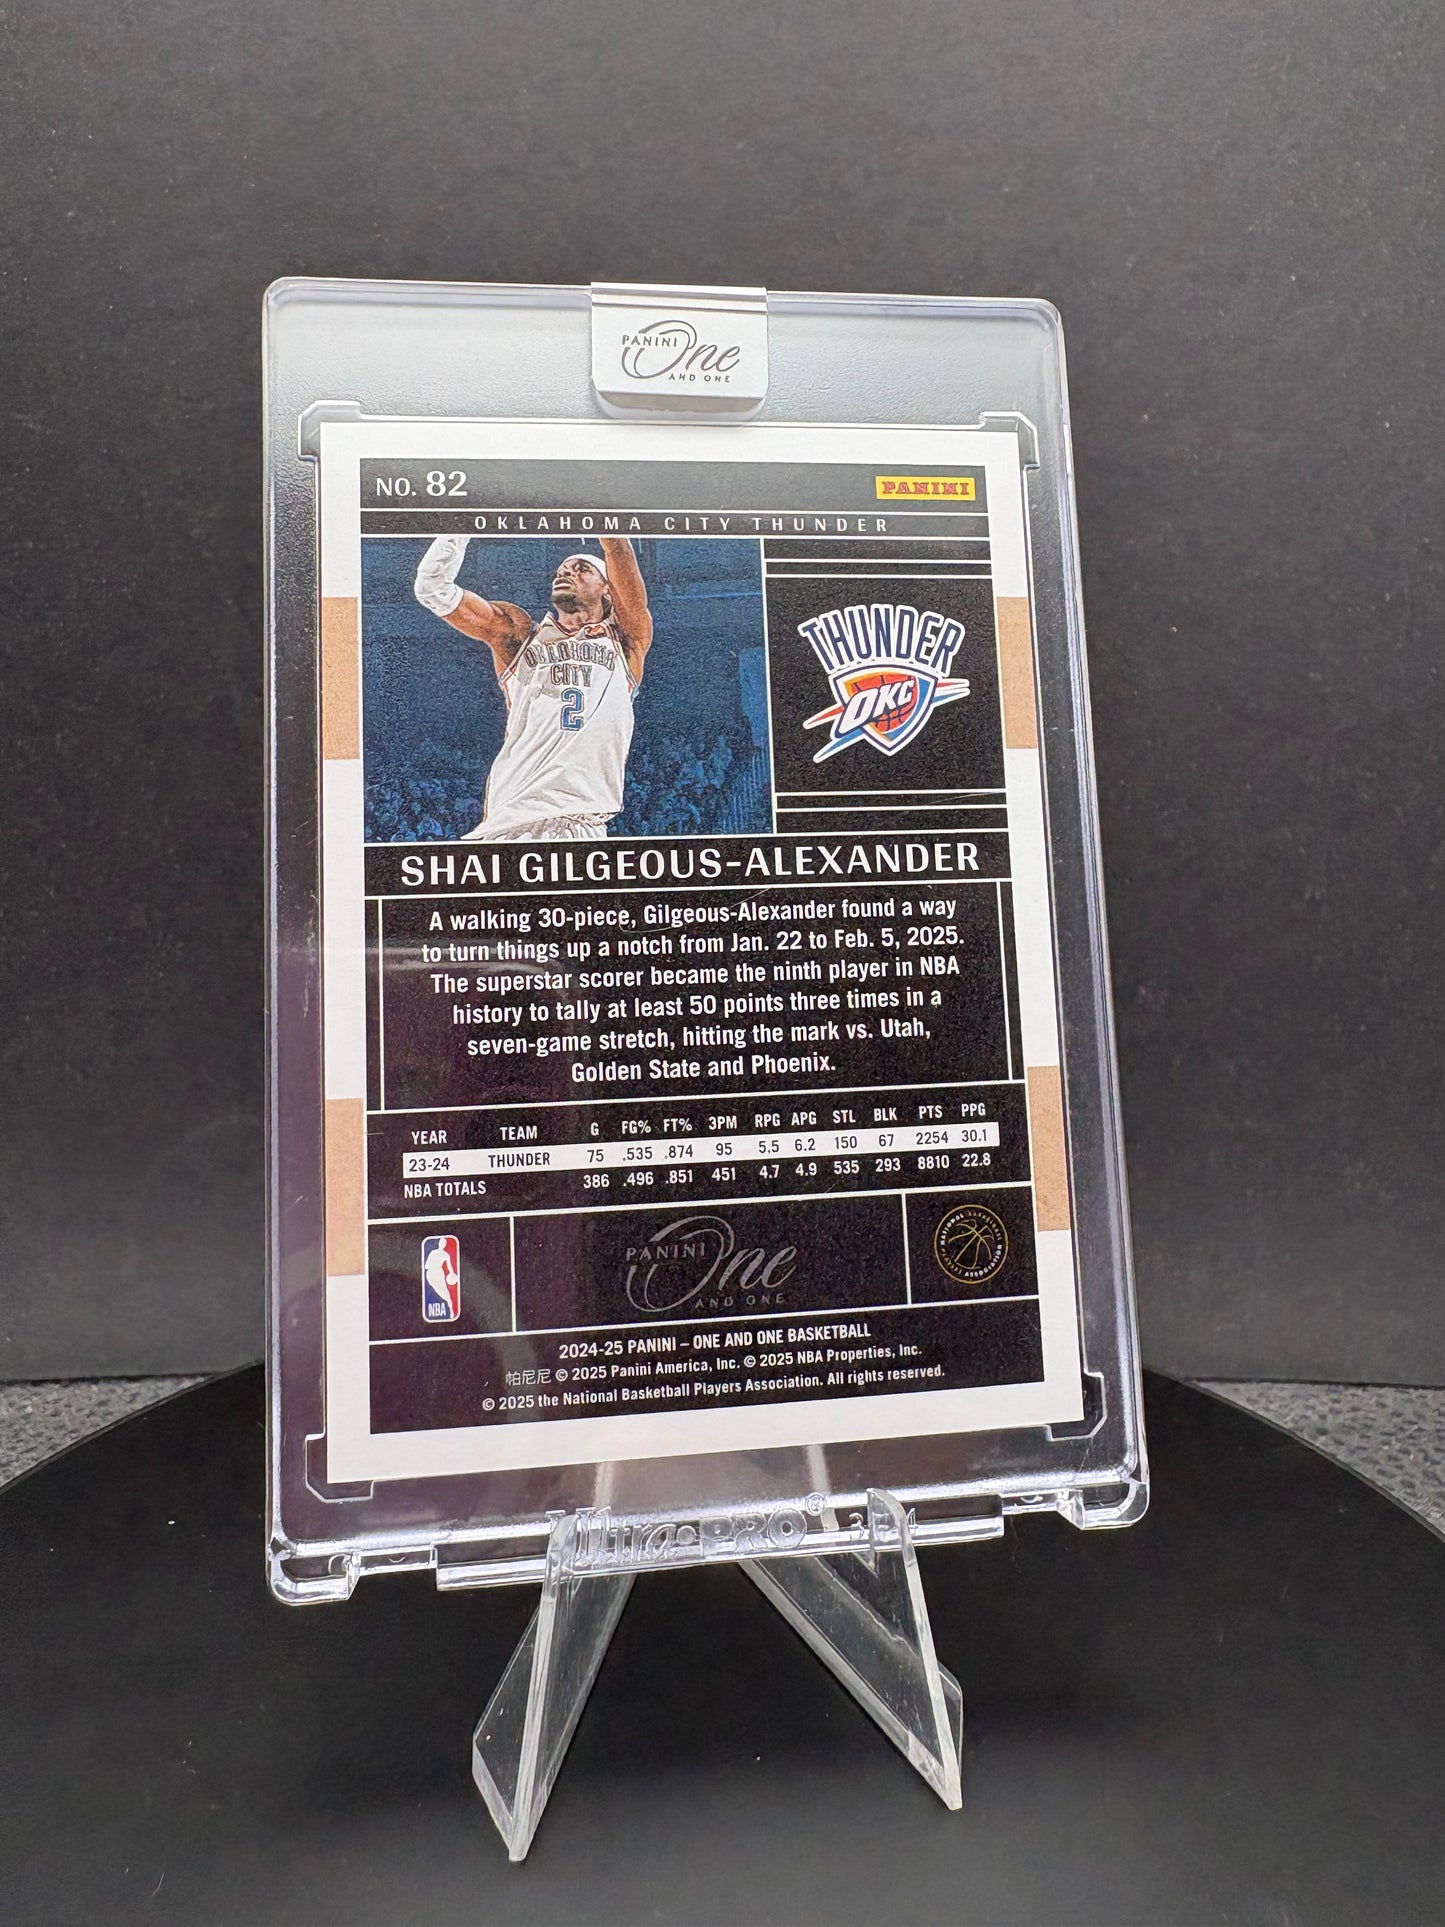 PANINI One
AND ONE
NO. 82
PANINI
OKLAHOMA CITY THUNDER
OKLAHOMA
CITY
2
THUNDER
OKC
SHAI GILGEOUS-ALEXANDER
A walking 30-piece, Gilgeous-Alexander found a way
to turn things up a notch from Jan. 22 to Feb. 5, 2025.
The superstar scorer became the ninth player in NBA
history to tally at least 50 points three times in a
seven-game stretch, hitting the mark vs. Utah,
Golden State and Phoenix.
YEAR TEAM G FG% FT% 3PM RPG APG STL BLK PTS PPG
23-24 THUNDER 75 .535 .874 95 5.5 6.2 150 67 2254 30.1
NBA TOTALS 386 .496 .851 451 4.7 4.9 535 293 8810 22.8
NBA
PANINI One
AND ONE
NATIONAL BASKETBALL PLAYERS ASSOCIATION
2024-25 PANINI – ONE AND ONE BASKETBALL
帕尼尼 © 2025 Panini America, Inc. © 2025 NBA Properties, Inc.
© 2025 the National Basketball Players Association. All rights reserved.
Ultra·PRO®